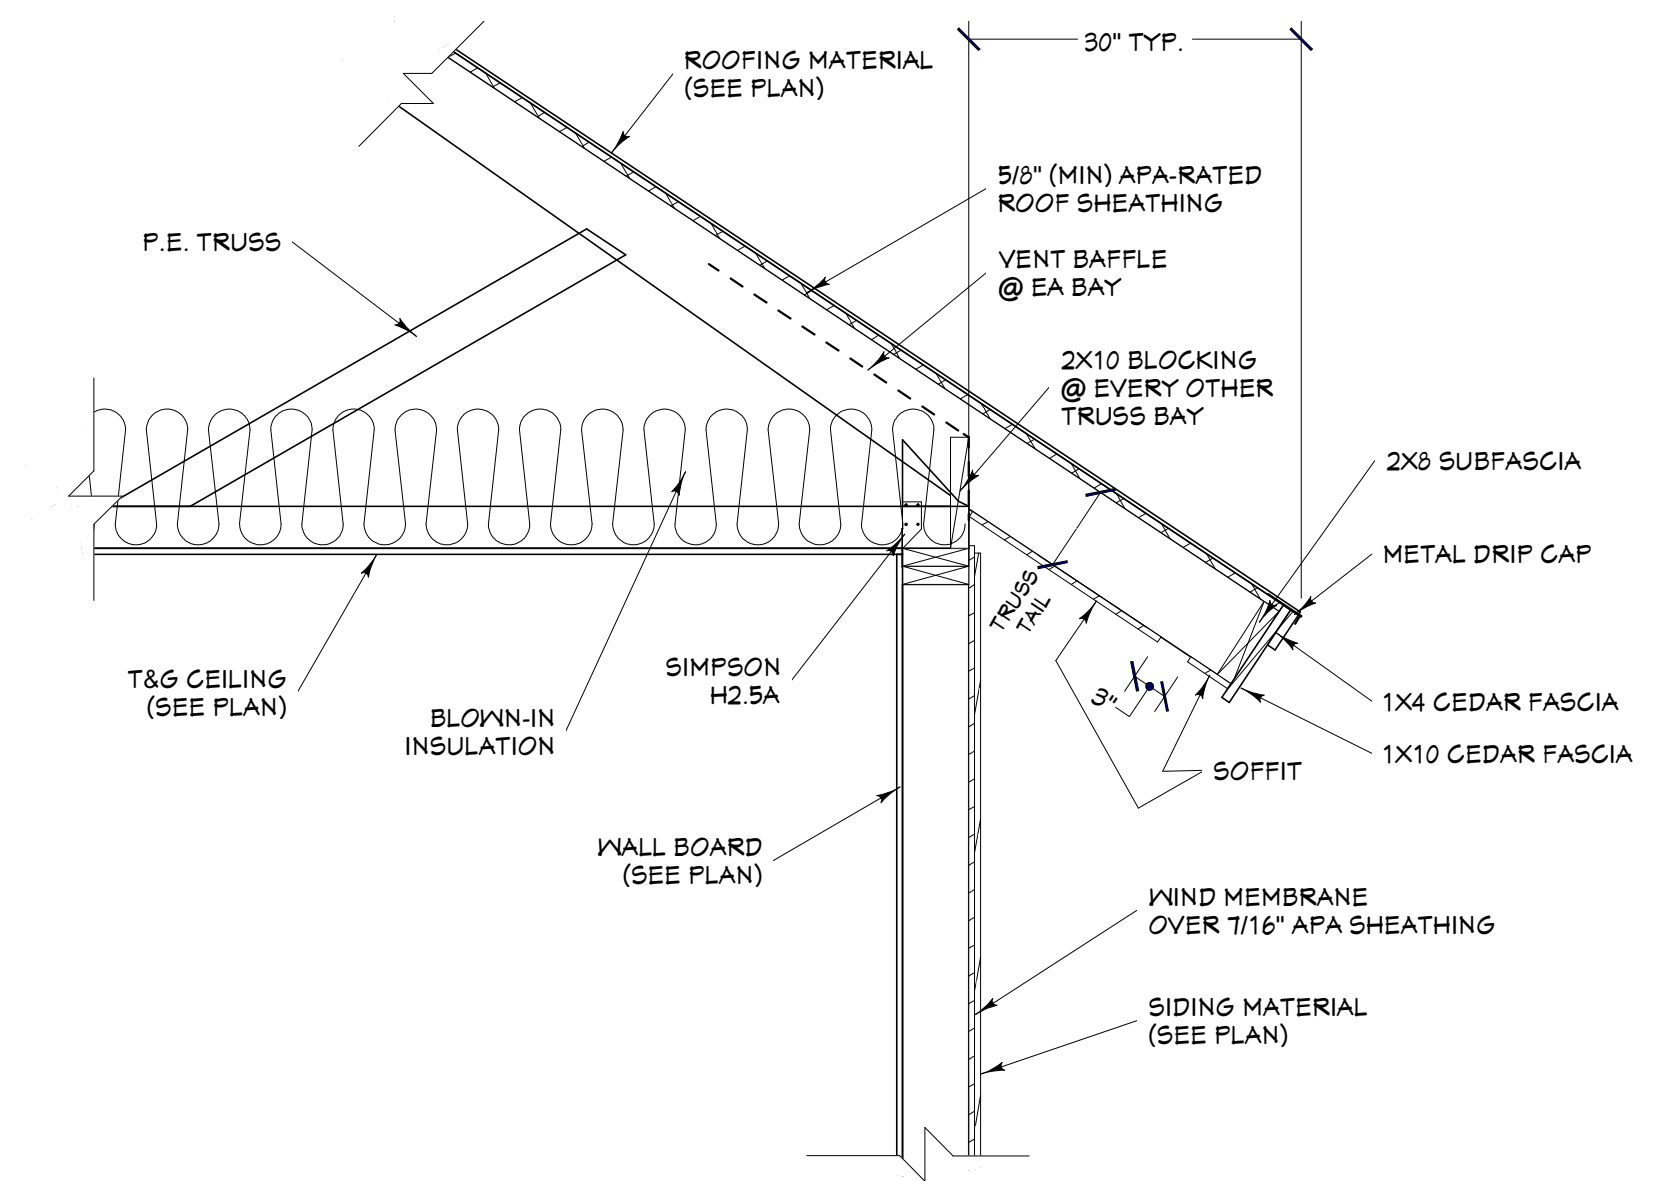 30" TYP.
ROOFING MATERIAL
(SEE PLAN)
5/8" (MIN) APA-RATED
ROOF SHEATHING
P.E. TRUSS
VENT BAFFLE
@ EA BAY
2X10 BLOCKING
@ EVERY OTHER
TRUSS BAY
2X8 SUBFASCIA
METAL DRIP CAP
TRUSS
TAIL
SIMPSON
H2.5A
T&G CEILING
(SEE PLAN)
BLOWN-IN
INSULATION
3"
1X4 CEDAR FASCIA
1X10 CEDAR FASCIA
SOFFIT
WALL BOARD
(SEE PLAN)
WIND MEMBRANE
OVER 7/16" APA SHEATHING
SIDING MATERIAL
(SEE PLAN)